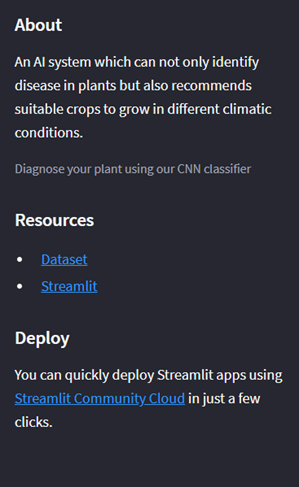 About
An AI system which can not only identify
disease in plants but also recommends
suitable crops to grow in different climatic
conditions.
Diagnose your plant using our CNN classifier
Resources
• Dataset
• Streamlit
Deploy
You can quickly deploy Streamlit apps using
Streamlit Community Cloud in just a few
clicks.